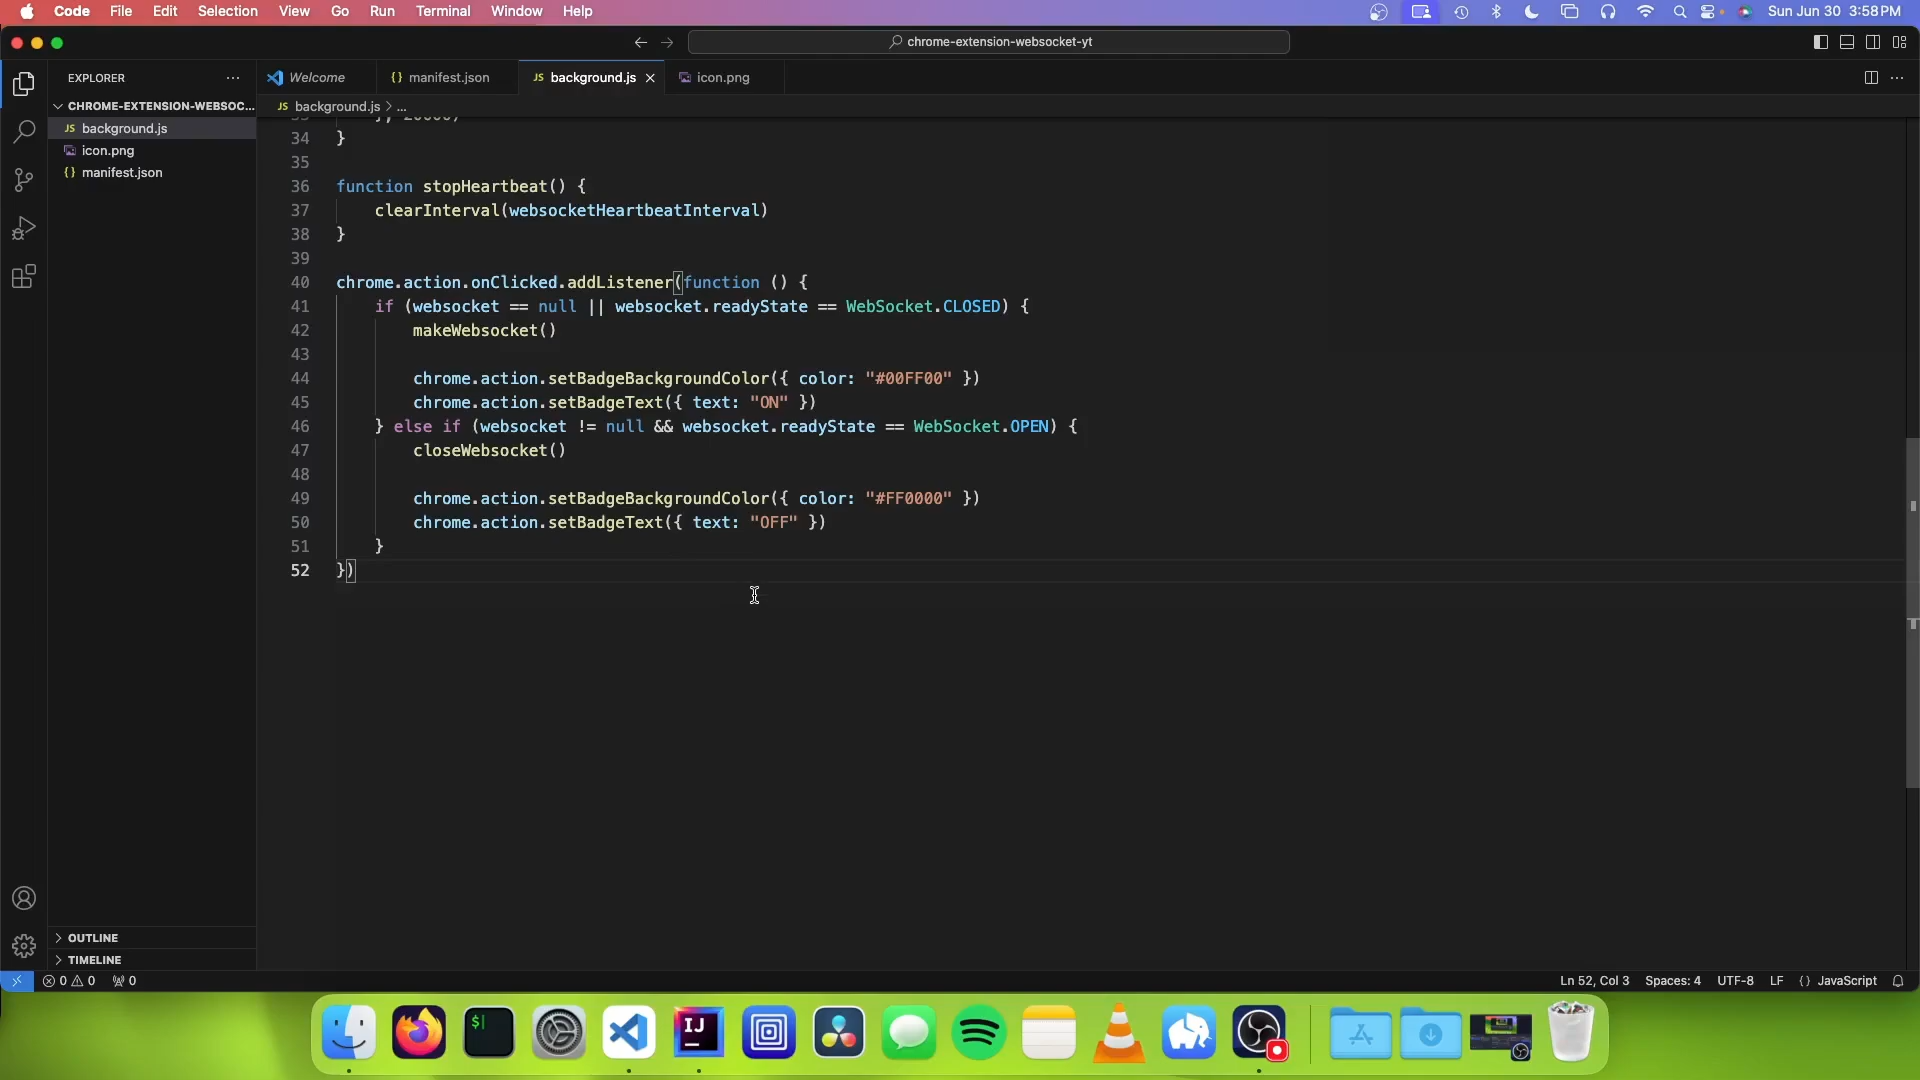 Code File Edit Selection View Go Run Terminal Window Help
Sun Jun 30 3:58 PM
chrome-extension-websocket-yt
EXPLORER
Welcome
{} manifest.json
JS background.js
icon.png
CHROME-EXTENSION-WEBSOC...
JS background.js
icon.png
{} manifest.json
JS background.js > ...
34 }
35
36 function stopHeartbeat() {
37 clearInterval(websocketHeartbeatInterval)
38 }
39
40 chrome.action.onClicked.addListener(function () {
41 if (websocket == null || websocket.readyState == WebSocket.CLOSED) {
42 makeWebsocket()
43
44 chrome.action.setBadgeBackgroundColor({ color: "#00FF00" })
45 chrome.action.setBadgeText({ text: "ON" })
46 } else if (websocket != null && websocket.readyState == WebSocket.OPEN) {
47 closeWebsocket()
48
49 chrome.action.setBadgeBackgroundColor({ color: "#FF0000" })
50 chrome.action.setBadgeText({ text: "OFF" })
51 }
52 })
OUTLINE
TIMELINE
0 0 0
Ln 52, Col 3 Spaces: 4 UTF-8 LF {} JavaScript
$
IJ